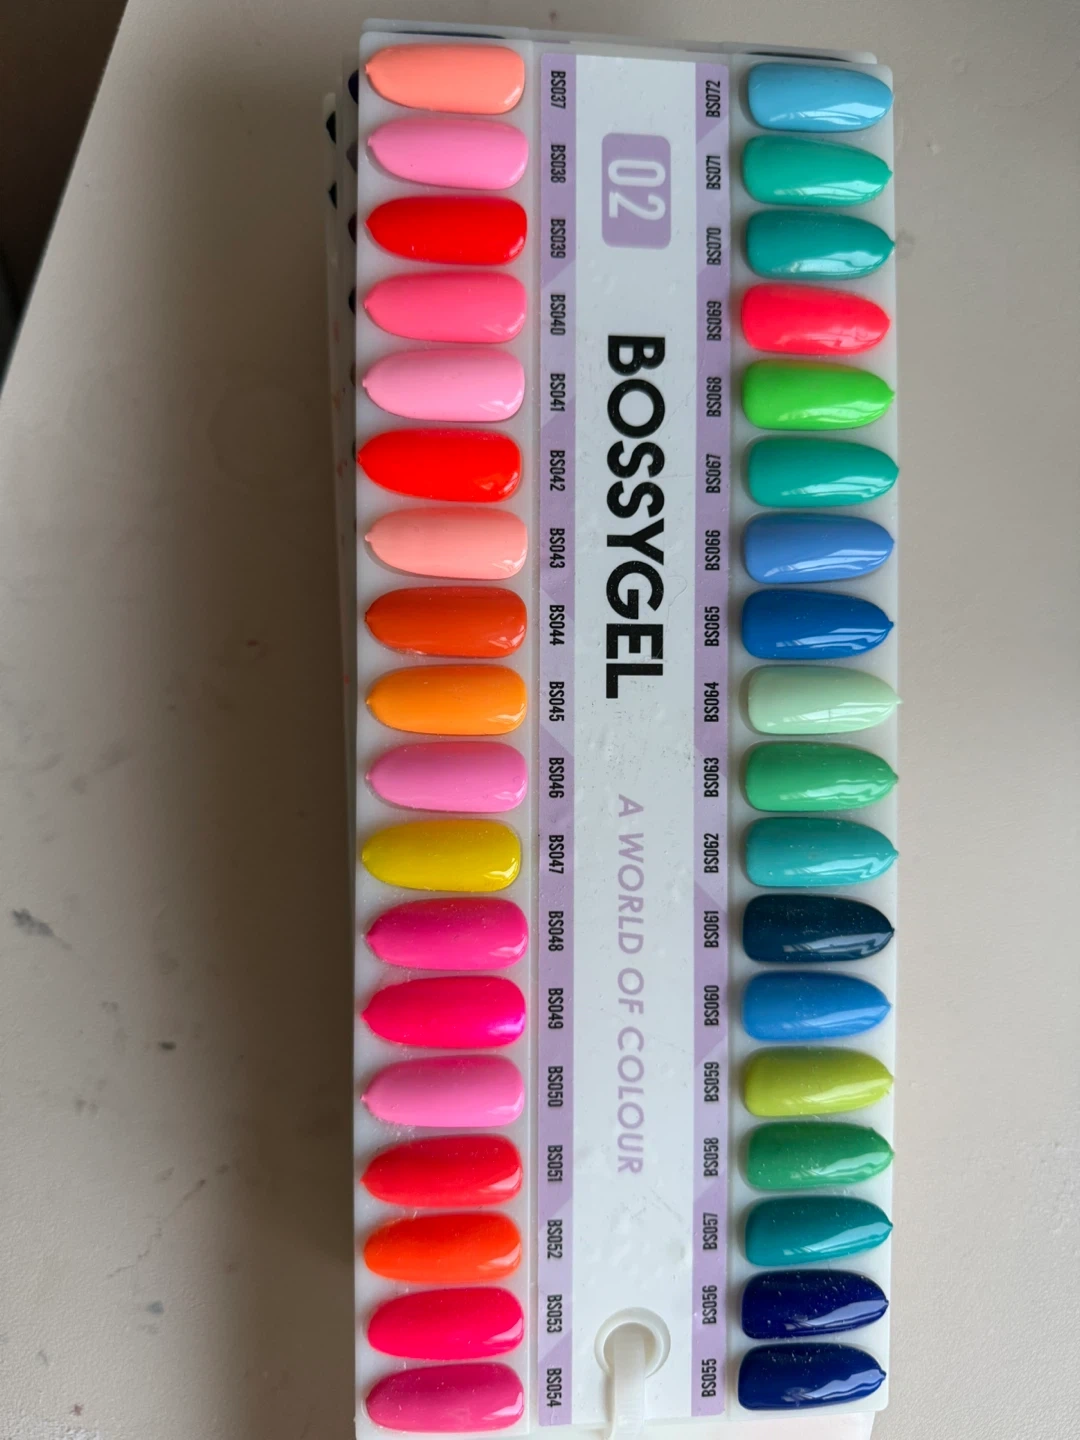 02
BOSSYGEL
A WORLD OF COLOUR
BS037
BS038
BS039
BS040
BS041
BS042
BS043
BS044
BS045
BS046
BS047
BS048
BS049
BS050
BS051
BS052
BS053
BS054
BS072
BS071
BS070
BS069
BS068
BS067
BS066
BS065
BS064
BS063
BS062
BS061
BS060
BS059
BS058
BS057
BS056
BS055